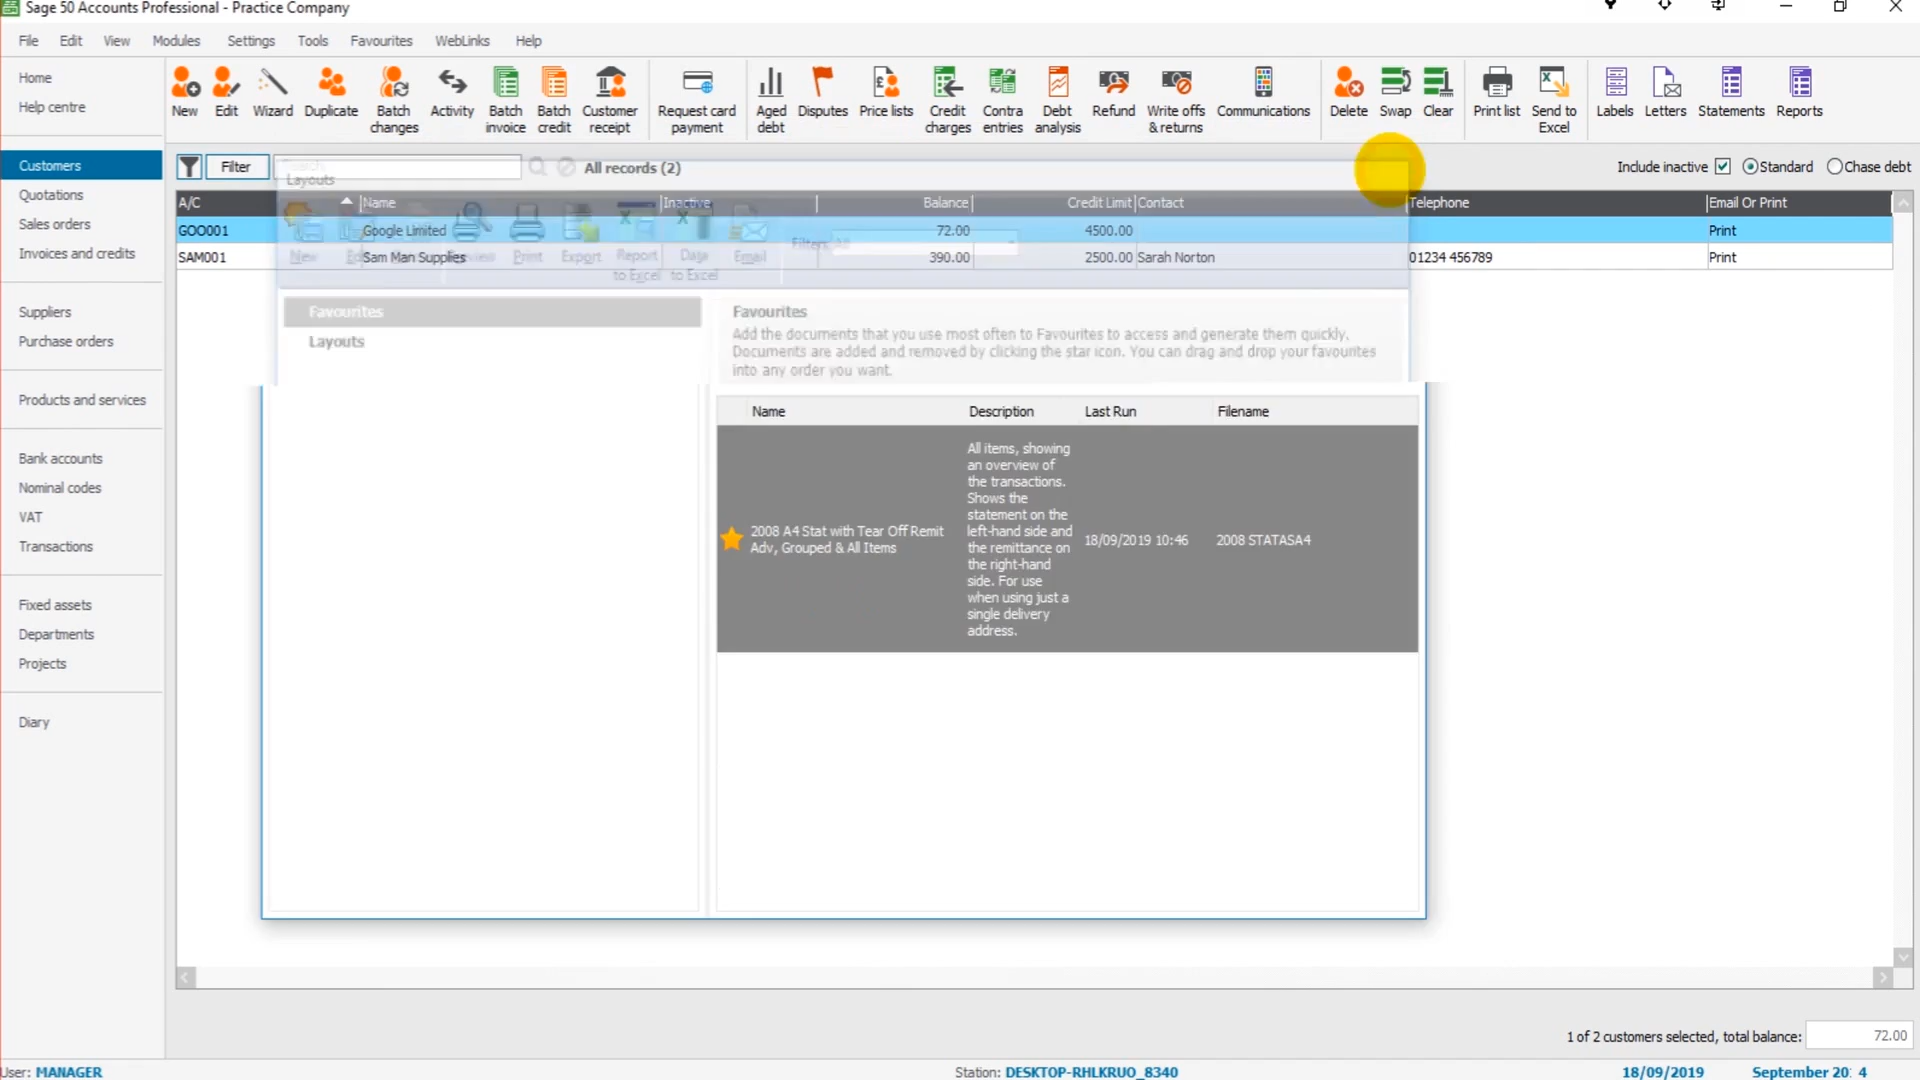 Sage 50 Accounts Professional - Practice Company
File Edit View Modules Settings Tools Favourites WebLinks Help
Home
Help centre
Customers
Quotations
Sales orders
Invoices and credits
Suppliers
Purchase orders
Products and services
Bank accounts
Nominal codes
VAT
Transactions
Fixed assets
Departments
Projects
Diary
New Edit Wizard Duplicate Batch changes Activity Batch invoice Batch credit Customer receipt Request card payment Aged debt Disputes Price lists Credit charges Contra entries Debt analysis Refund Write offs & returns Communications Delete Swap Clear Print list Send to Excel Labels Letters Statements Reports
Filter Search All records (2) Include inactive Standard Chase debt
Layouts
A/C Name Inactive Balance Credit Limit Contact Telephone Email Or Print
GOO001 Google Limited 72.00 4500.00 Print
SAM001 Sam Man Supplies 390.00 2500.00 Sarah Norton 01234 456789 Print
New Print Export Report to Excel Data to Excel Email Filters All
Favourites
Layouts
Favourites
Add the documents that you use most often to Favourites to access and generate them quickly.
Documents are added and removed by clicking the star icon. You can drag and drop your favourites
into any order you want.
Name Description Last Run Filename
2008 A4 Stat with Tear Off Remit
Adv, Grouped & All Items
All items, showing
an overview of
the transactions.
Shows the
statement on the
left-hand side and
the remittance on
the right-hand
side. For use
when using just a
single delivery
address.
18/09/2019 10:46
2008 STATASA4
1 of 2 customers selected, total balance: 72.00
User: MANAGER Station: DESKTOP-RHLKRUO_8340 18/09/2019 September